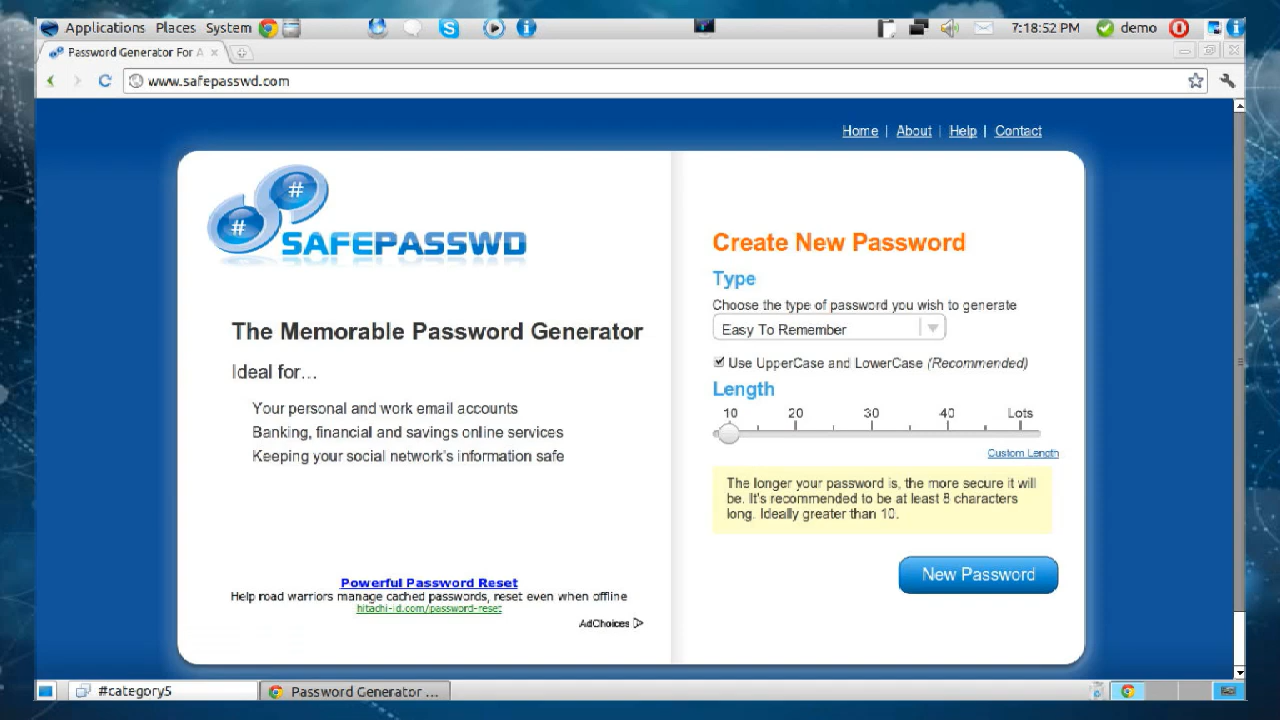 Applications Places System
7:18:52 PM demo
Password Generator For A
www.safepasswd.com
Home | About | Help | Contact
# #
SAFEPASSWD
The Memorable Password Generator
Ideal for...
Your personal and work email accounts
Banking, financial and savings online services
Keeping your social network's information safe
Powerful Password Reset
Help road warriors manage cached passwords, reset even when offline
hitachi-id.com/password-reset
AdChoices
Create New Password
Type
Choose the type of password you wish to generate
Easy To Remember
Use UpperCase and LowerCase (Recommended)
Length
10 20 30 40 Lots
Custom Length
The longer your password is, the more secure it will
be. It's recommended to be at least 8 characters
long. Ideally greater than 10.
New Password
#category5
Password Generator ...